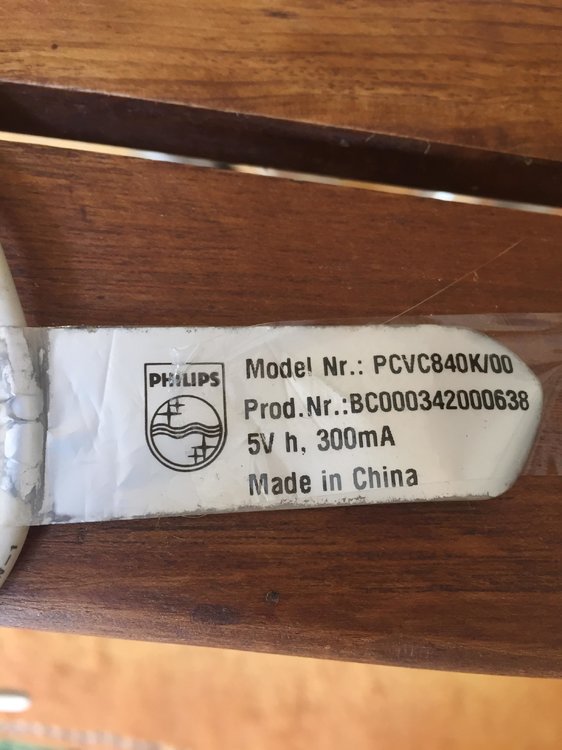 PHILIPS
Model Nr.: PCVC840K/00
Prod.Nr.:BC000342000638
5V h, 300mA
Made in China